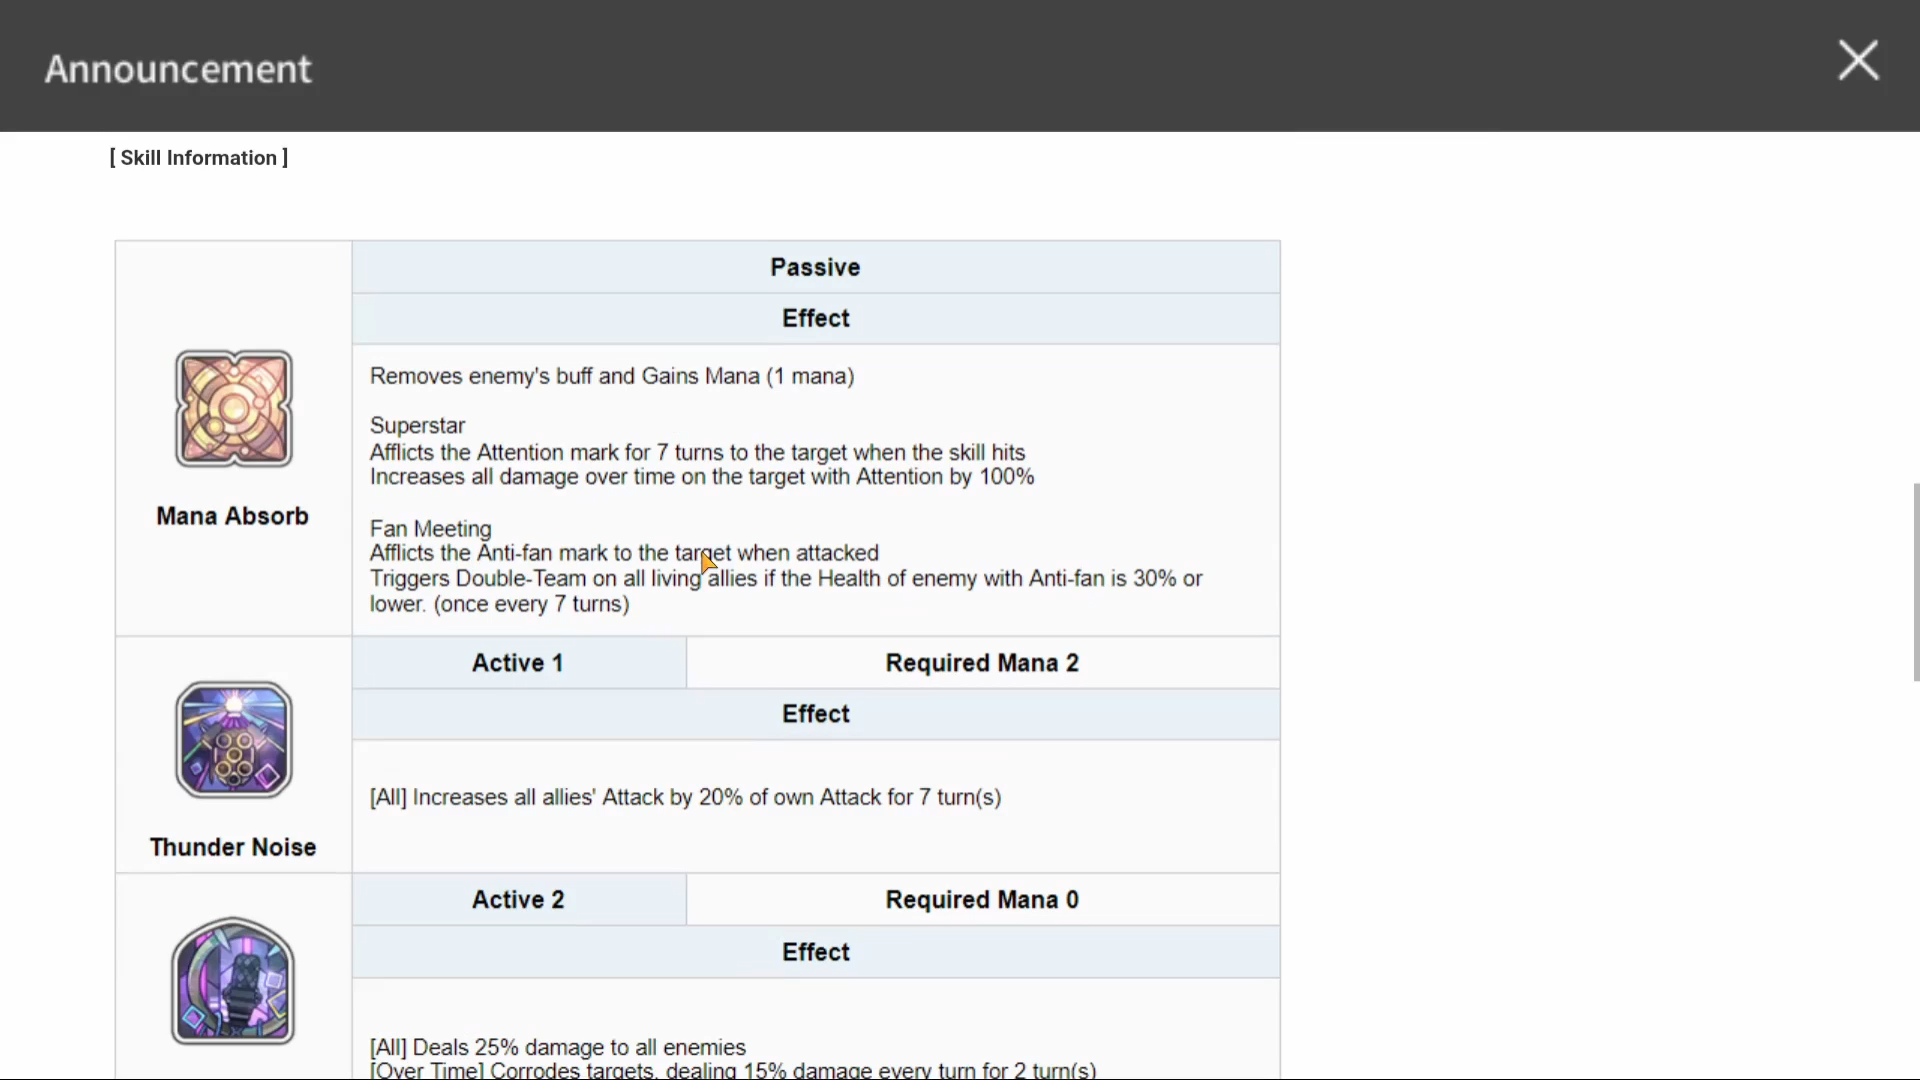 Announcement
[ Skill Information ]
Passive
Effect
Removes enemy's buff and Gains Mana (1 mana)
Superstar
Afflicts the Attention mark for 7 turns to the target when the skill hits
Increases all damage over time on the target with Attention by 100%
Fan Meeting
Afflicts the Anti-fan mark to the target when attacked
Triggers Double-Team on all living allies if the Health of enemy with Anti-fan is 30% or
lower. (once every 7 turns)
Mana Absorb
Active 1
Required Mana 2
Effect
[All] Increases all allies' Attack by 20% of own Attack for 7 turn(s)
Thunder Noise
Active 2
Required Mana 0
Effect
[All] Deals 25% damage to all enemies
[Over Time] Corrodes targets, dealing 15% damage every turn for 2 turn(s)